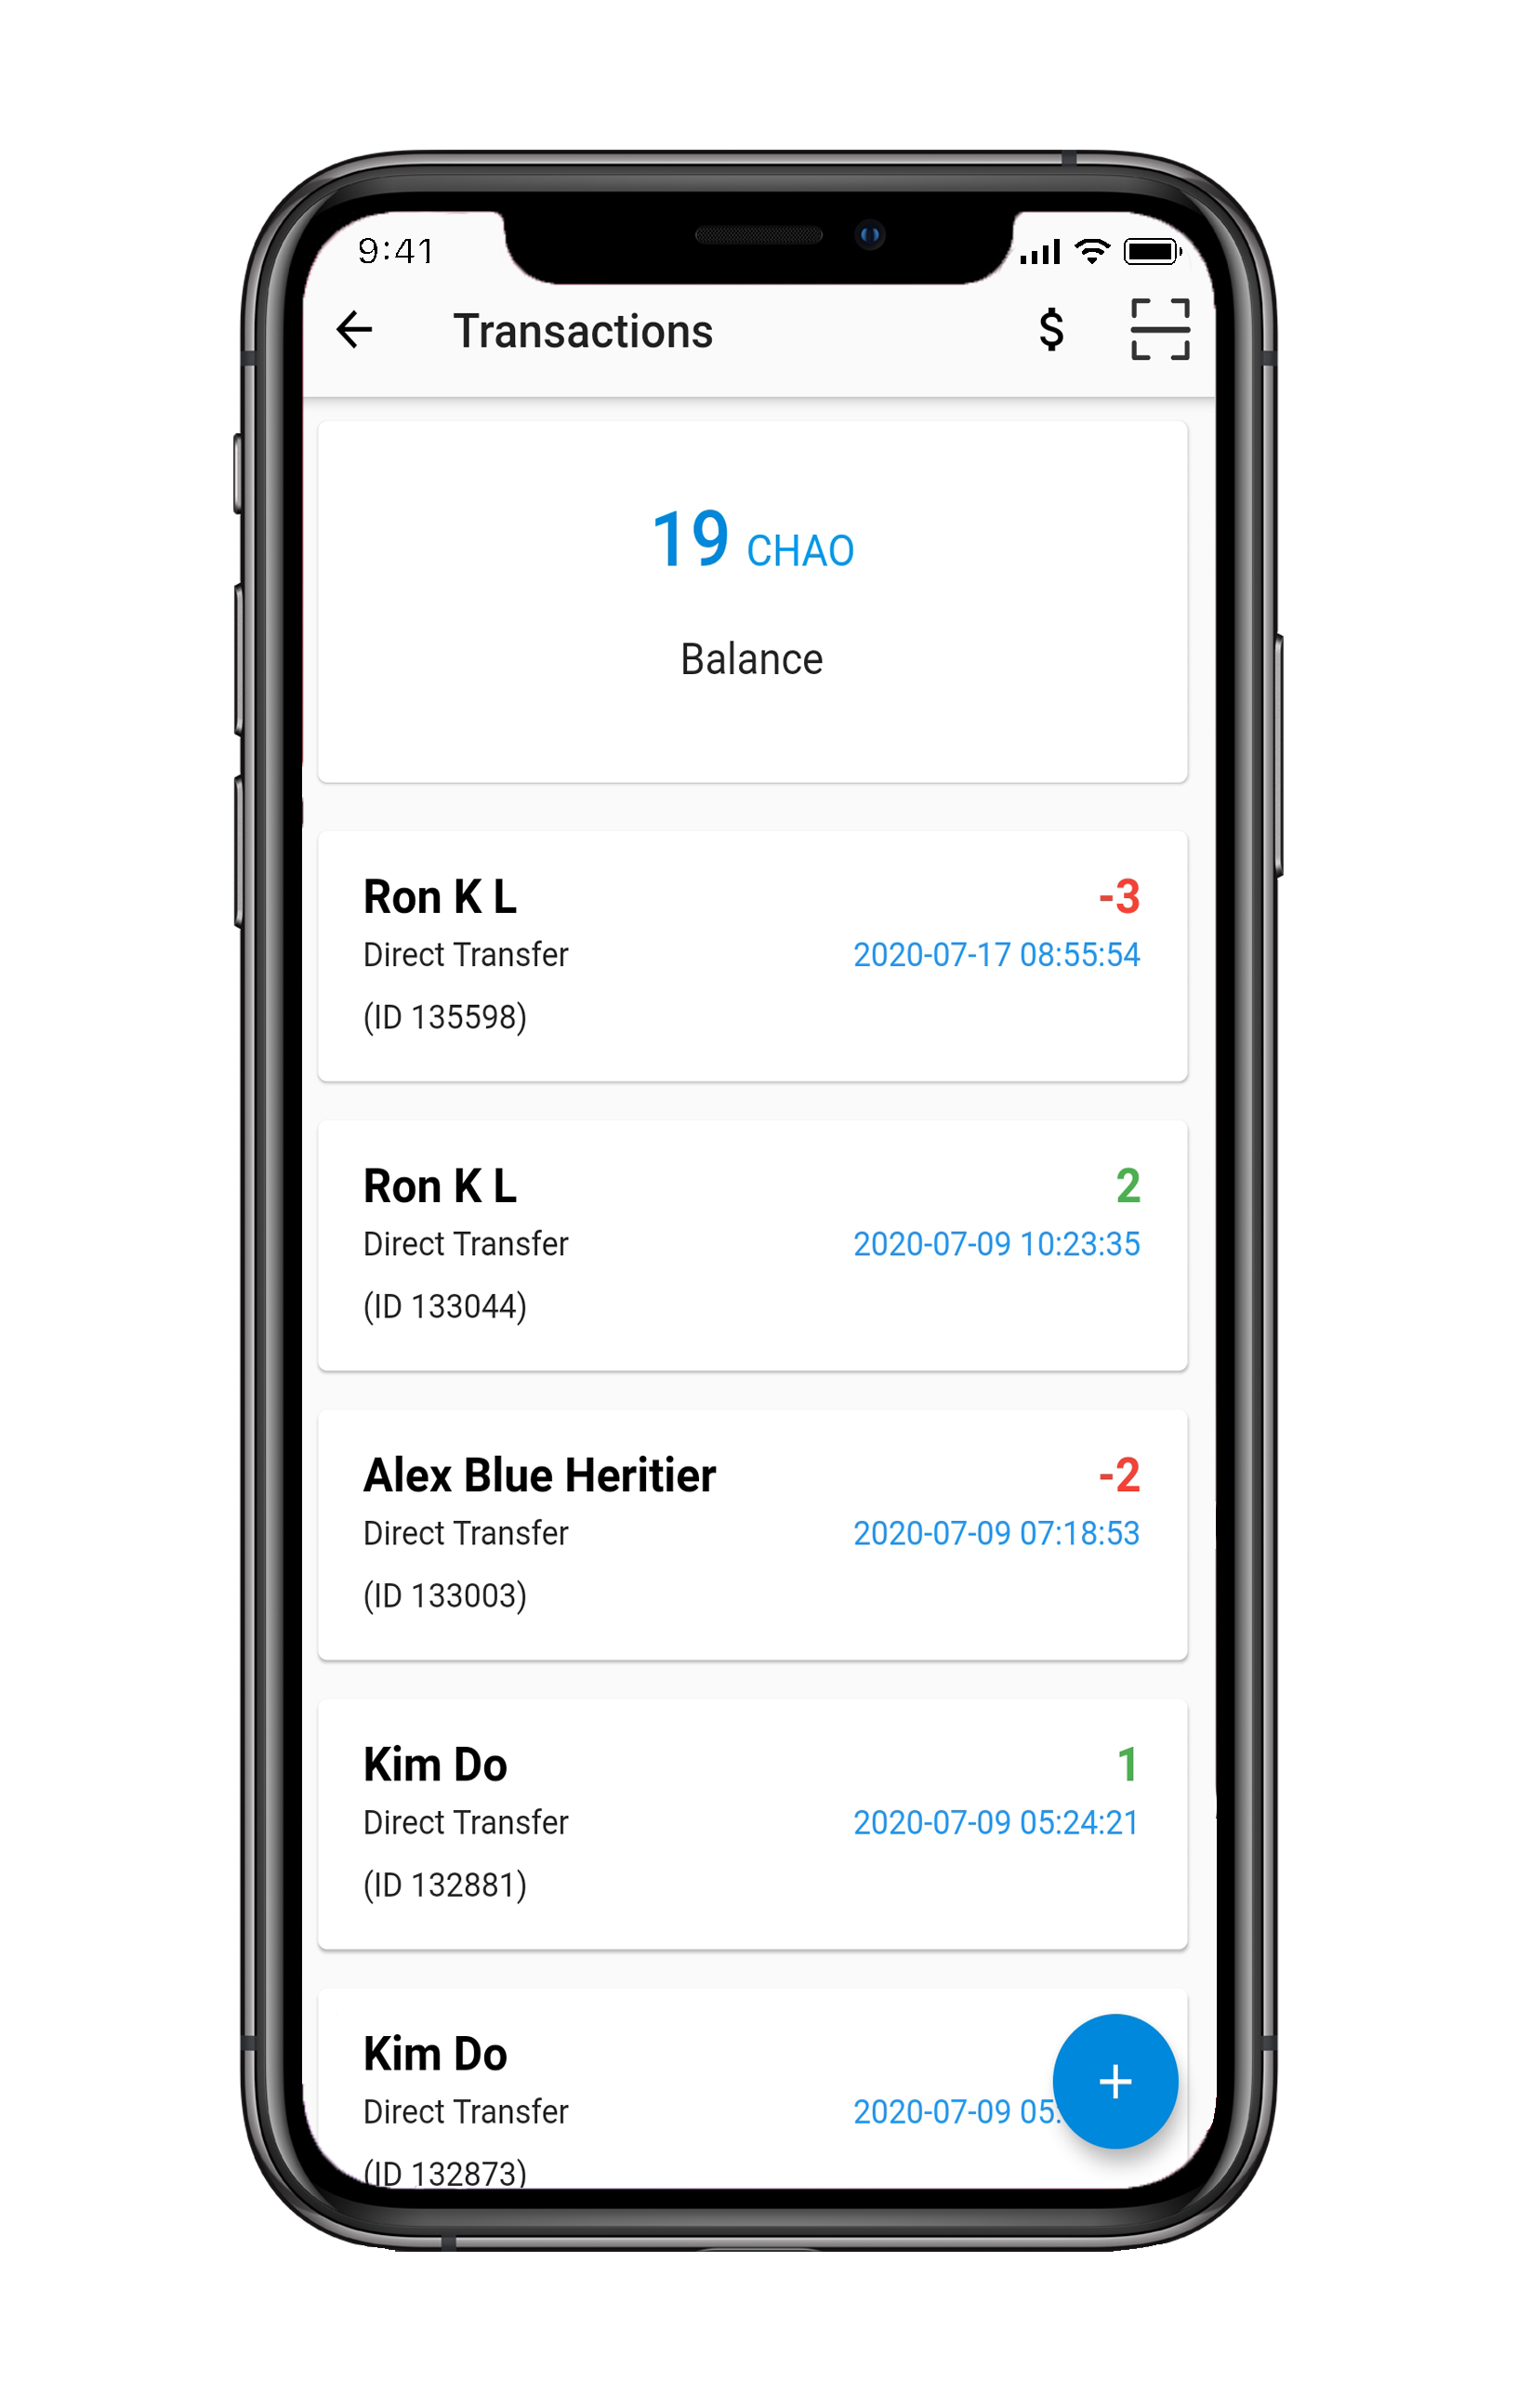 9:41
Transactions $
19 CHAO
Balance
Ron K L -3
Direct Transfer 2020-07-17 08:55:54
(ID 135598)
Ron K L 2
Direct Transfer 2020-07-09 10:23:35
(ID 133044)
Alex Blue Heritier -2
Direct Transfer 2020-07-09 07:18:53
(ID 133003)
Kim Do 1
Direct Transfer 2020-07-09 05:24:21
(ID 132881)
Kim Do +
Direct Transfer 2020-07-09 05:
(ID 132873)